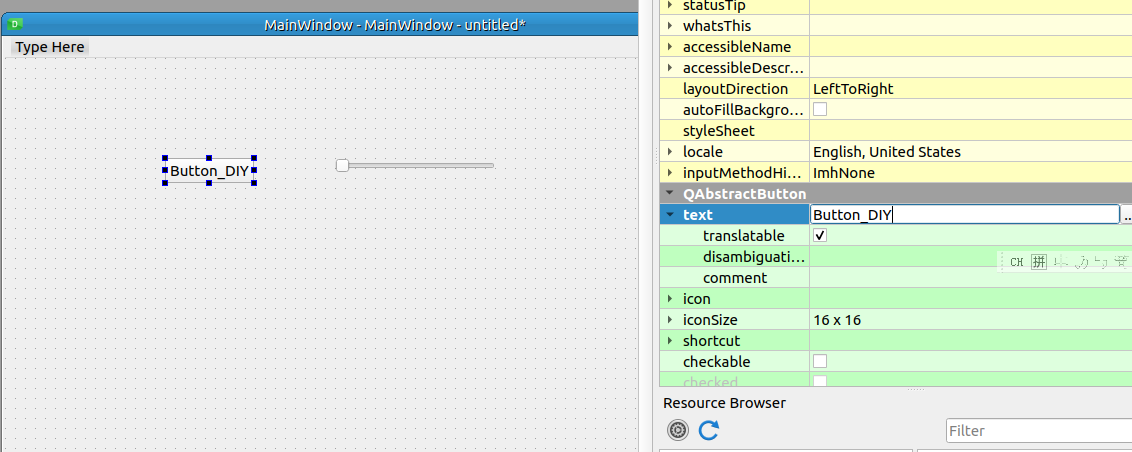 MainWindow - MainWindow - untitled*
Type Here
Button_DIY
statusTip
whatsThis
accessibleName
accessibleDescr...
layoutDirection LeftToRight
autoFillBackgro...
styleSheet
locale English, United States
inputMethodHi... ImhNone
QAbstractButton
text Button_DIY ...
translatable
disambiguati...
comment
CH 拼
icon
iconSize 16 x 16
shortcut
checkable
checked
Resource Browser
Filter